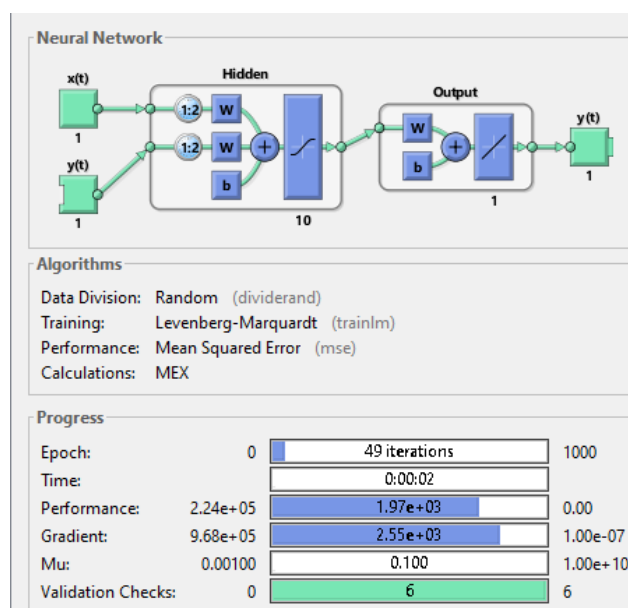 Neural Network
Hidden
Output
x(t)
y(t)
1:2
W
W
1
y(t)
1:2
W
b
b
1
1
1
10
Algorithms
Data Division: Random (dividerand)
Training: Levenberg-Marquardt (trainlm)
Performance: Mean Squared Error (mse)
Calculations: MEX
Progress
Epoch: 0 49 iterations 1000
Time: 0:00:02
Performance: 2.24e+05 1.97e+03 0.00
Gradient: 9.68e+05 2.55e+03 1.00e-07
Mu: 0.00100 0.100 1.00e+10
Validation Checks: 0 6 6